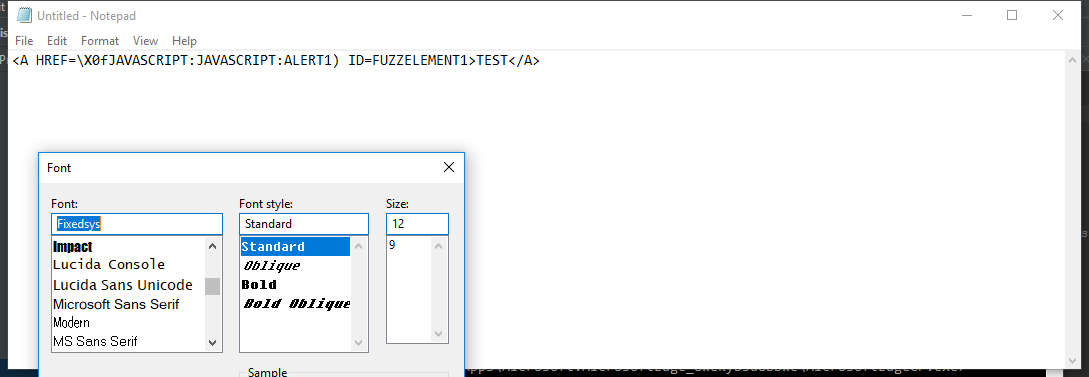 Untitled - Notepad
File Edit Format View Help
<A HREF=\X0fJAVASCRIPT:JAVASCRIPT:ALERT1) ID=FUZZELEMENT1>TEST</A>
Font
Font: Font style: Size:
Fixedsys Standard 12
Impact Standard 9
Lucida Console Oblique
Lucida Sans Unicode Bold
Microsoft Sans Serif Bold Oblique
Modern
MS Sans Serif
Sample